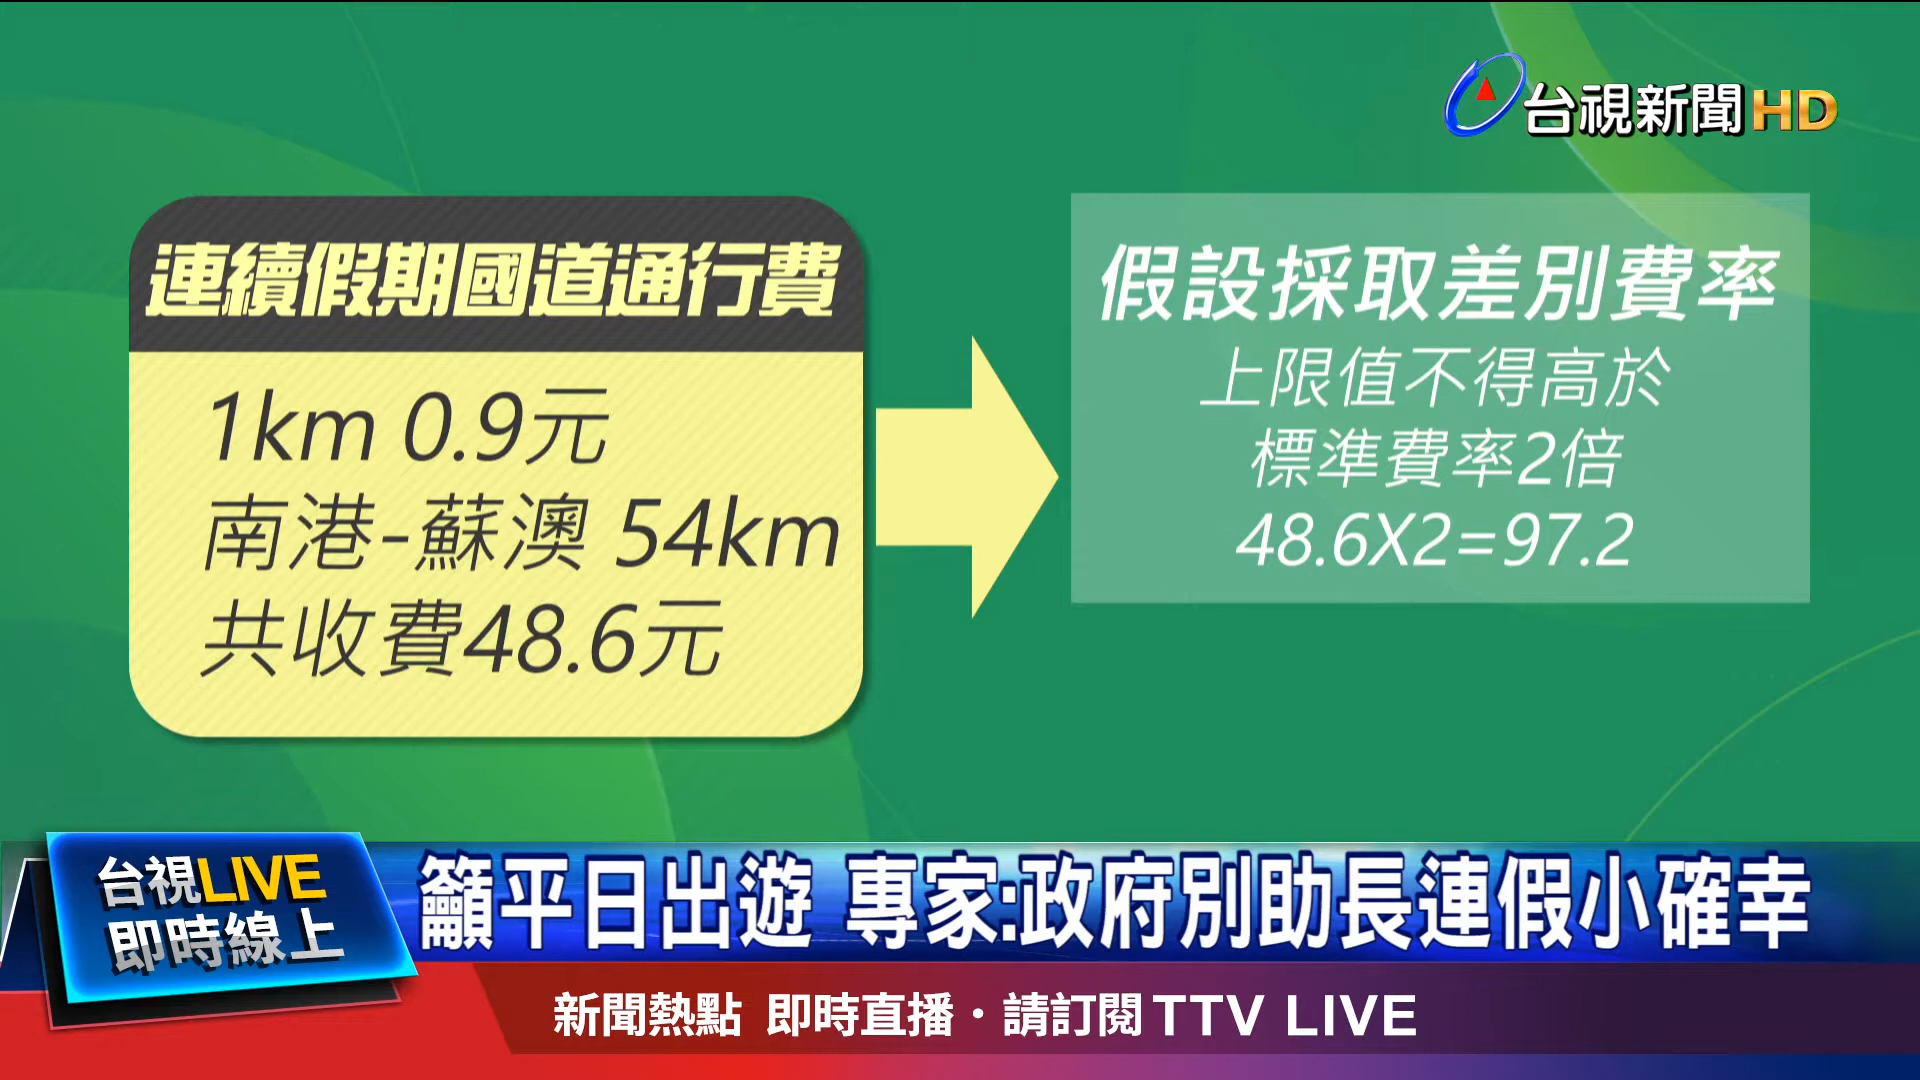 台視新聞HD
連續假期國道通行費
1km 0.9元
南港-蘇澳 54km
共收費48.6元
假設採取差別費率
上限值不得高於
標準費率2倍
48.6X2=97.2
台視LIVE
即時線上
籲平日出遊 專家:政府別助長連假小確幸
新聞熱點 即時直播・請訂閱TTV LIVE